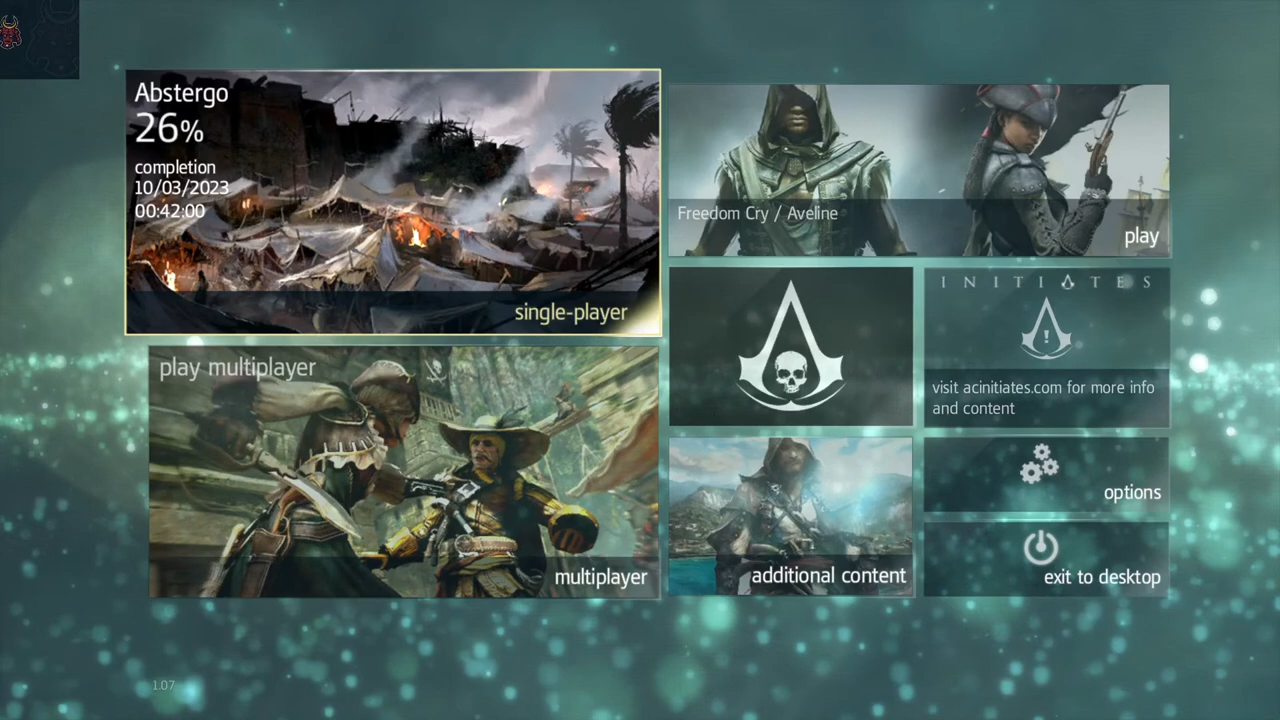 Abstergo
26%
completion
10/03/2023
00:42:00
single-player
Freedom Cry / Aveline
play
play multiplayer
multiplayer
INITIATES
visit acinitiates.com for more info
and content
additional content
options
exit to desktop
1.07